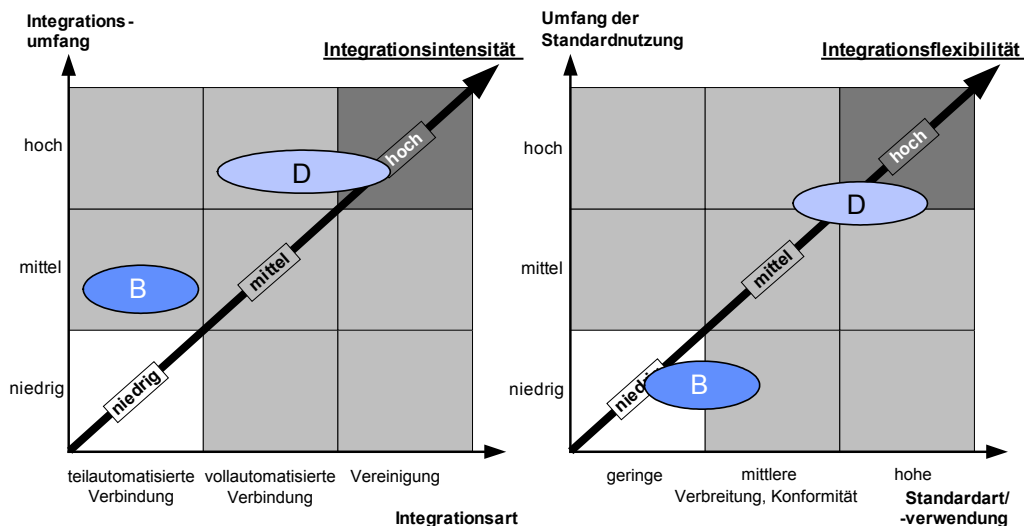 Integrations-
umfang
Integrationsintensität
hoch
mittel
niedrig
hoch
mittel
niedrig
D
B
teilautomatisierte
Verbindung
vollautomatisierte
Verbindung
Vereinigung
Integrationsart
Umfang der
Standardnutzung
Integrationsflexibilität
hoch
mittel
niedrig
hoch
mittel
niedrig
D
B
geringe
mittlere
hohe
Verbreitung, Konformität
Standardart/
-verwendung